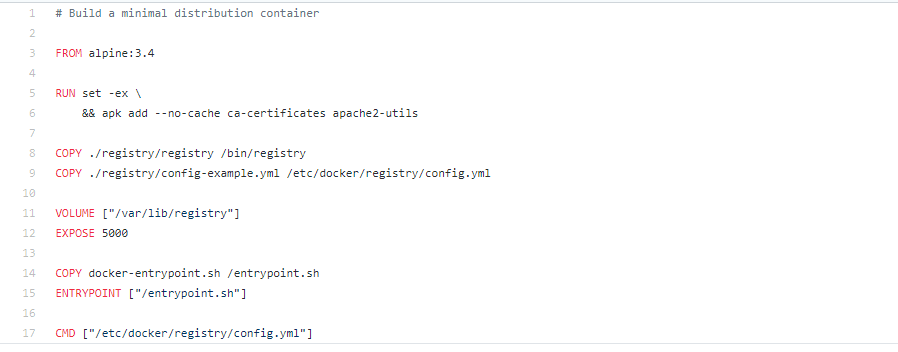 1 # Build a minimal distribution container
2
3 FROM alpine:3.4
4
5 RUN set -ex \
6 && apk add --no-cache ca-certificates apache2-utils
7
8 COPY ./registry/registry /bin/registry
9 COPY ./registry/config-example.yml /etc/docker/registry/config.yml
10
11 VOLUME ["/var/lib/registry"]
12 EXPOSE 5000
13
14 COPY docker-entrypoint.sh /entrypoint.sh
15 ENTRYPOINT ["/entrypoint.sh"]
16
17 CMD ["/etc/docker/registry/config.yml"]